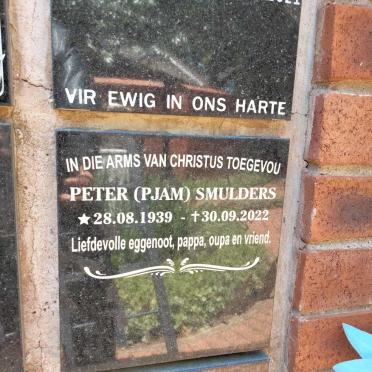 VIR EWIG IN ONS HARTE
IN DIE ARMS VAN CHRISTUS TOEGEVOU
PETER (PJAM) SMULDERS
★28.08.1939 - †30.09.2022
Liefdevolle eggenoot, pappa, oupa en vriend.